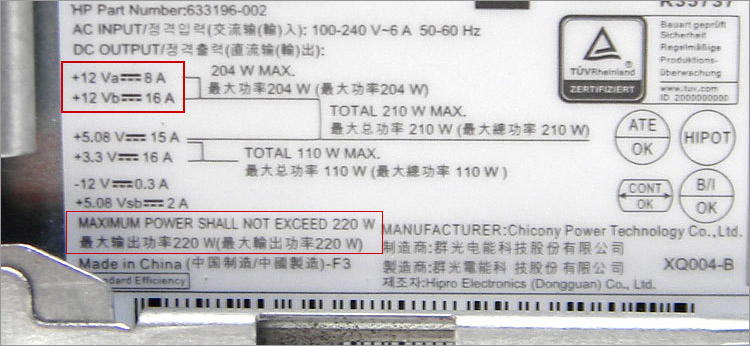 HP Part Number:633196-002
AC INPUT/정격입력(交流输(輸)入): 100-240 V~6 A 50-60 Hz
DC OUTPUT/정격출력(直流输(輸)出):
+12 Va⎓8 A
+12 Vb⎓16 A
204 W MAX.
最大功率204 W (最大功率204 W)
TOTAL 210 W MAX.
最大总功率 210 W (最大總功率 210 W)
+5.08 V⎓15 A
+3.3 V⎓16 A
TOTAL 110 W MAX.
最大总功率 110 W (最大總功率 110 W)
-12 V⎓0.3 A
+5.08 Vsb⎓2 A
MAXIMUM POWER SHALL NOT EXCEED 220 W
最大输出功率220 W(最大輸出功率220 W)
Made in China (中国制造/中國製造)-F3
Standard Efficiency
MANUFACTURER:Chicony Power Technology Co.,Ltd.
制造商:群光电能科技股份有限公司
製造商:群光電能科技股份有限公司
XQ004-B
제조자:Hipro Electronics (Dongguan) Co., Ltd.
TÜVRheinland
ZERTIFIZIERT
Bauart geprüft
Sicherheit
Regelmäßige
Produktions-
überwachung
www.tuv.com
ID 2000000000
ATE
OK
HIPOT
CONT
OK
B/I
OK